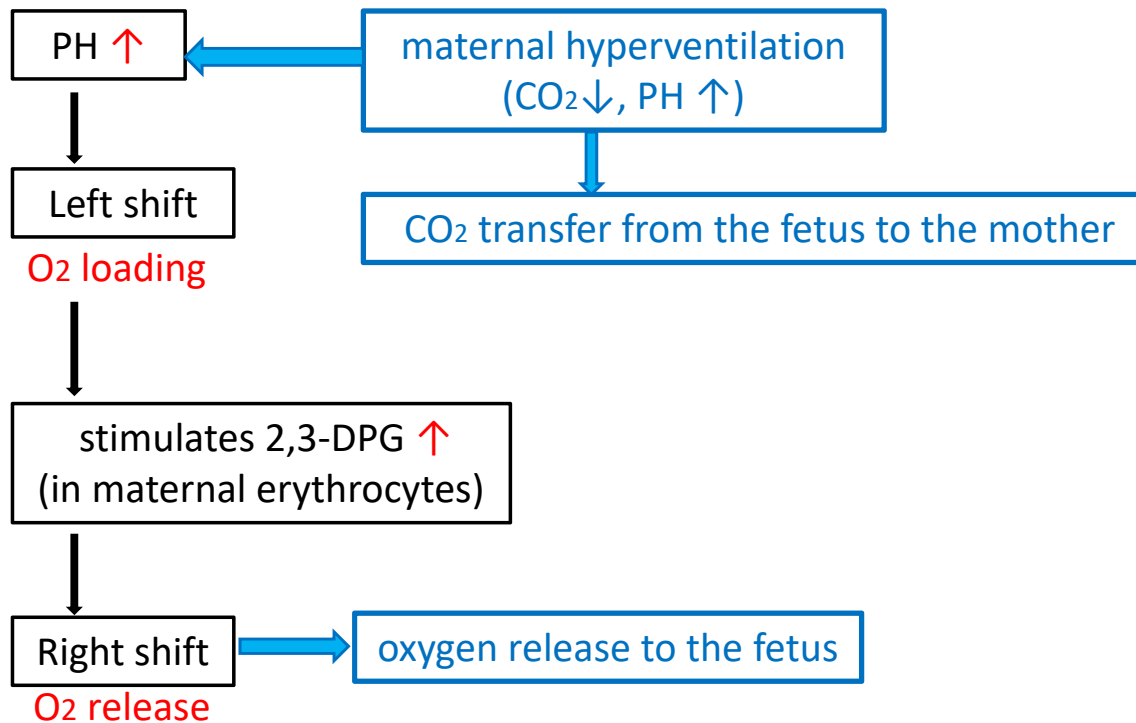 PH ↑
maternal hyperventilation
(CO2↓, PH ↑)
Left shift
O2 loading
CO2 transfer from the fetus to the mother
stimulates 2,3-DPG ↑
(in maternal erythrocytes)
Right shift
O2 release
oxygen release to the fetus